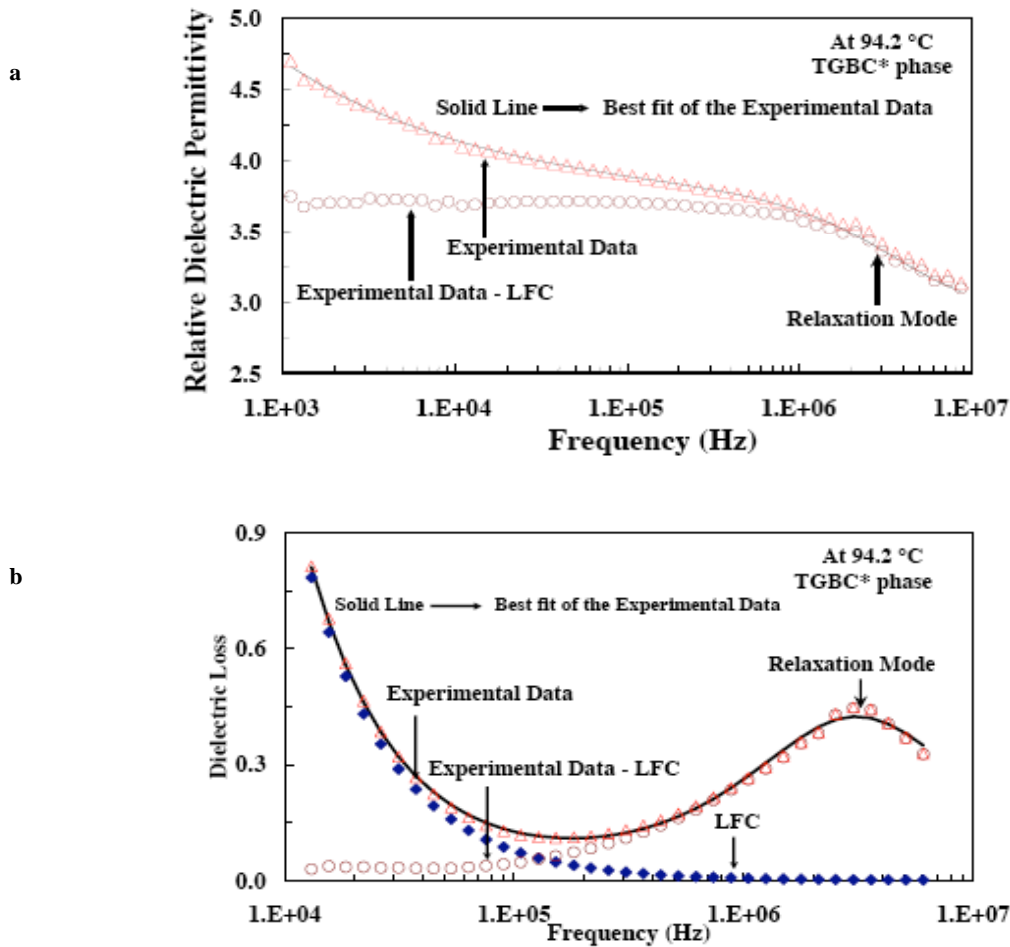 a
Relative Dielectric Permittivity
5.0
4.5
4.0
3.5
3.0
2.5
At 94.2 °C
TGBC* phase
Solid Line Best fit of the Experimental Data
Experimental Data
Experimental Data - LFC
Relaxation Mode
1.E+03 1.E+04 1.E+05 1.E+06 1.E+07
Frequency (Hz)
b
Dielectric Loss
0.9
0.6
0.3
0.0
At 94.2 °C
TGBC* phase
Solid Line Best fit of the Experimental Data
Relaxation Mode
Experimental Data
Experimental Data - LFC
LFC
1.E+04 1.E+05 1.E+06 1.E+07
Frequency (Hz)